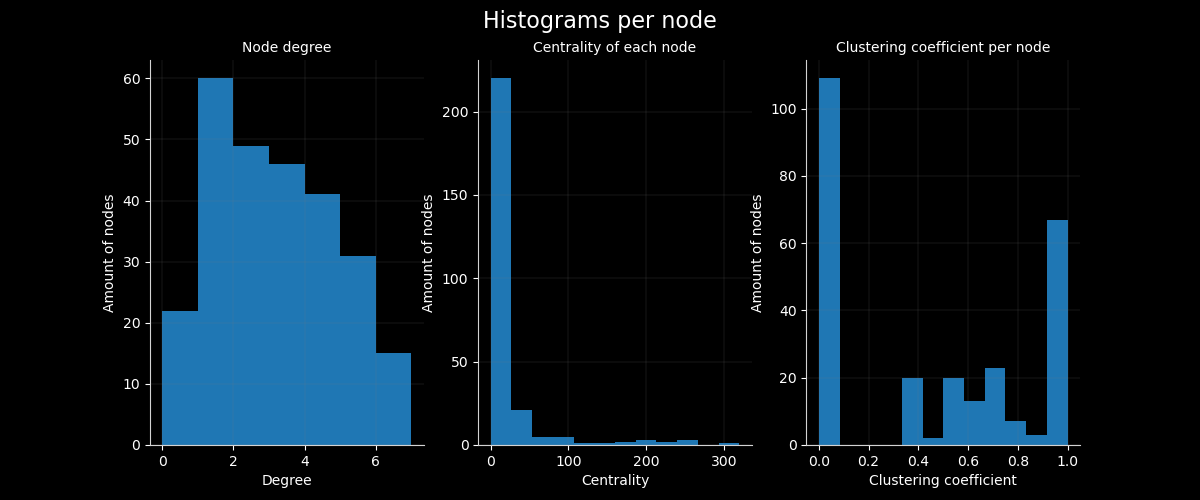 Histograms per node
Node degree
Amount of nodes
60
50
40
30
20
10
0
0 2 4 6
Degree
Centrality of each node
Amount of nodes
200
150
100
50
0
0 100 200 300
Centrality
Clustering coefficient per node
Amount of nodes
100
80
60
40
20
0
0.0 0.2 0.4 0.6 0.8 1.0
Clustering coefficient